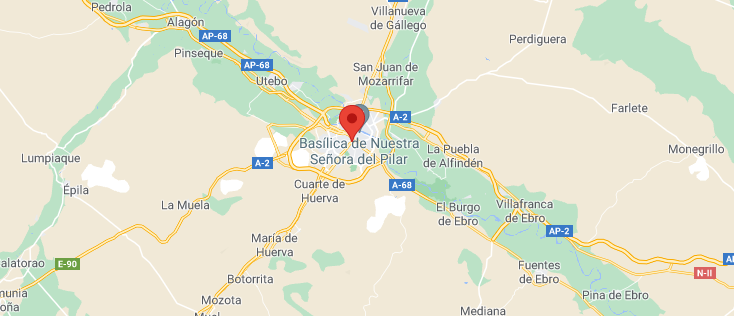 Pedrola
Alagón
Villanueva
de Gállego
AP-68
Perdiguera
Pinseque
AP-68
San Juan de
Mozarrifar
Utebo
Farlete
A-2
Basílica de Nuestra
Señora del Pilar
La Puebla
de Alfindén
Monegrillo
Lumpiaque
A-2
Épila
Cuarte de
Huerva
A-68
La Muela
El Burgo
de Ebro
Villafranca
de Ebro
AP-2
María de
Huerva
alatorao
E-90
Fuentes
de Ebro
N-II
Botorrita
Pina de Ebro
Mozota
Mediana